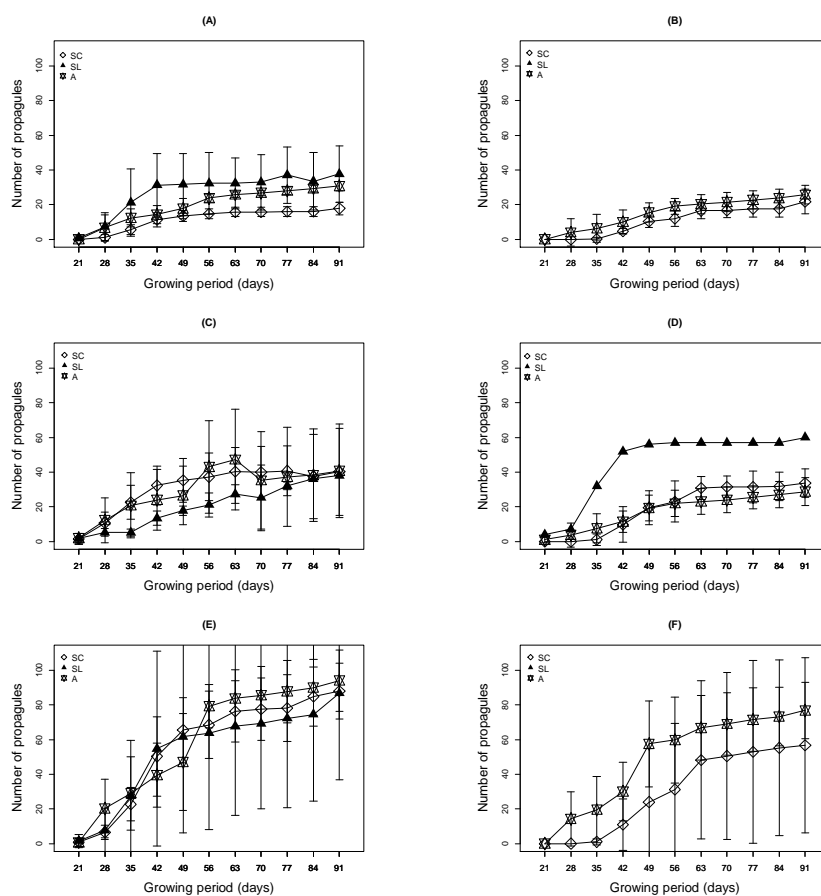 (A)
SC
SL
A
Number of propagules
0 20 40 60 80 100
21 28 35 42 49 56 63 70 77 84 91
Growing period (days)
(B)
SC
SL
A
Number of propagules
0 20 40 60 80 100
21 28 35 42 49 56 63 70 77 84 91
Growing period (days)
(C)
SC
SL
A
Number of propagules
0 20 40 60 80 100
21 28 35 42 49 56 63 70 77 84 91
Growing period (days)
(D)
SC
SL
A
Number of propagules
0 20 40 60 80 100
21 28 35 42 49 56 63 70 77 84 91
Growing period (days)
(E)
SC
SL
A
Number of propagules
0 20 40 60 80 100
21 28 35 42 49 56 63 70 77 84 91
Growing period (days)
(F)
SC
SL
A
Number of propagules
0 20 40 60 80 100
21 28 35 42 49 56 63 70 77 84 91
Growing period (days)